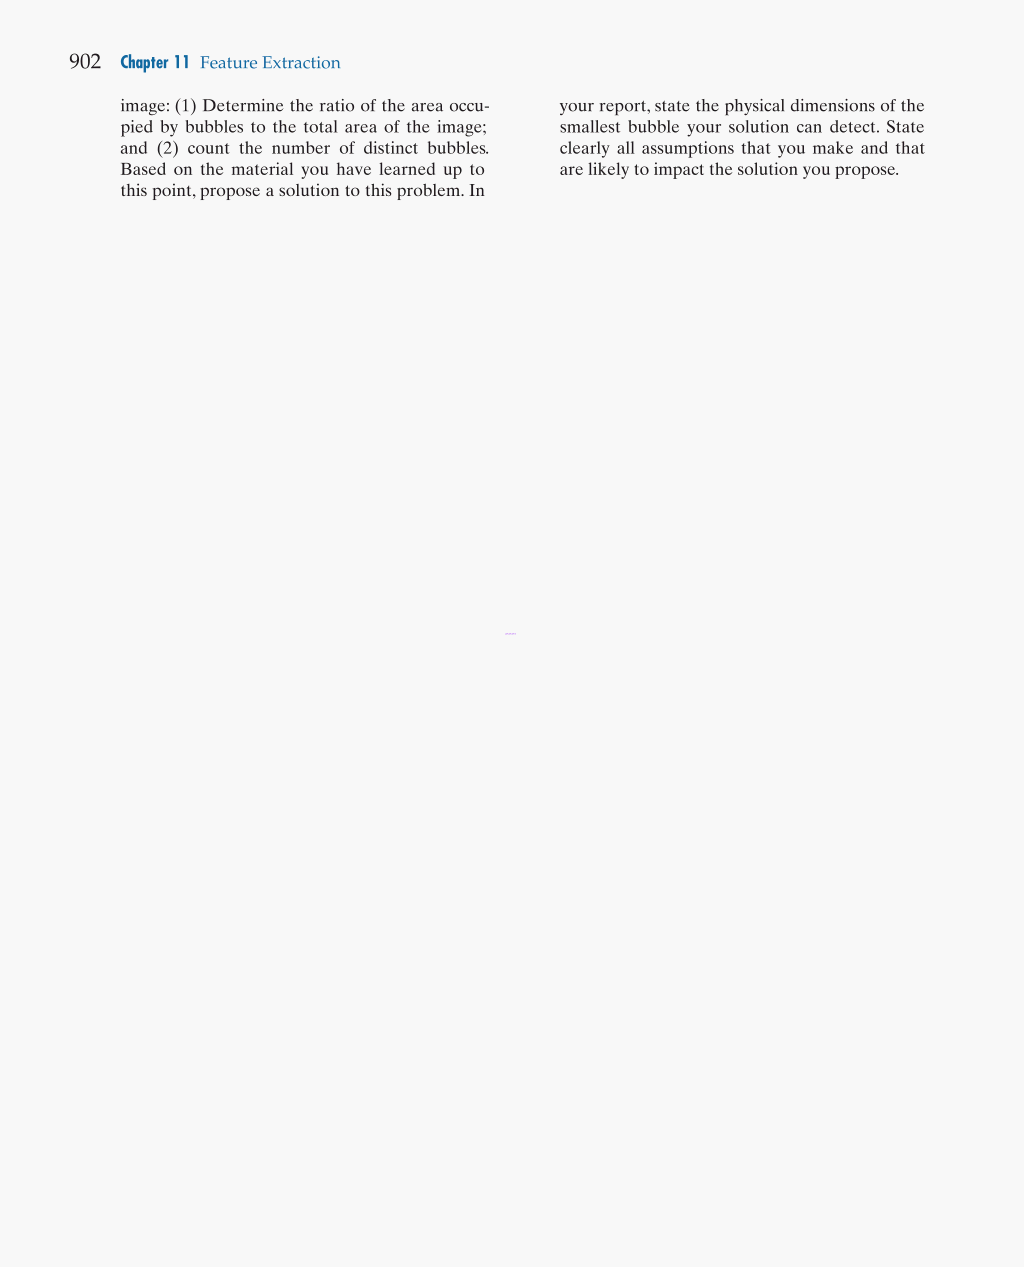 902 Chapter 11 Feature Extraction
image: (1) Determine the ratio of the area occu-
pied by bubbles to the total area of the image;
and (2) count the number of distinct bubbles.
Based on the material you have learned up to
this point, propose a solution to this problem. In
your report, state the physical dimensions of the
smallest bubble your solution can detect. State
clearly all assumptions that you make and that
are likely to impact the solution you propose.